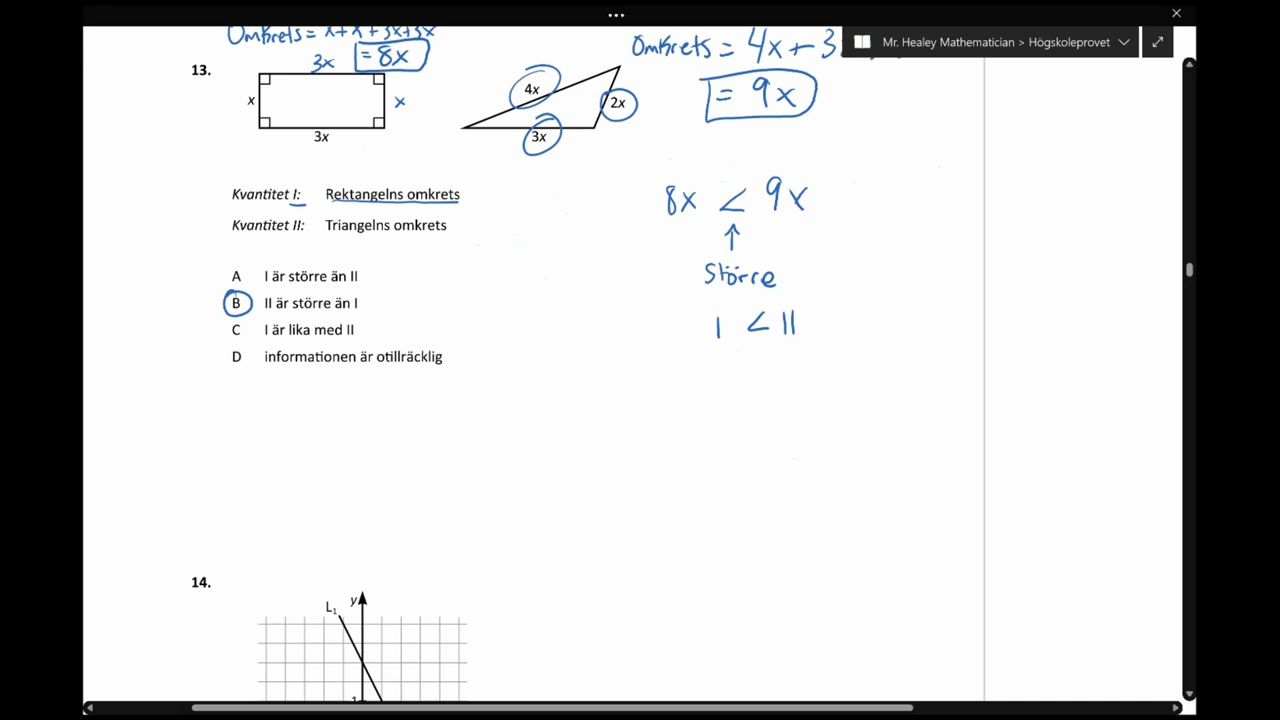 Mr. Healey Mathematician > Högskoleprovet
Omkrets = x+x+3x+3x
= 8x
Omkrets = 4x+3
= 9x
13.
3x
x
x
3x
4x
2x
3x
Kvantitet I: Rektangelns omkrets
Kvantitet II: Triangelns omkrets
8x < 9x
↑
Större
I < II
A I är större än II
B II är större än I
C I är lika med II
D informationen är otillräcklig
14.
L1
y
1